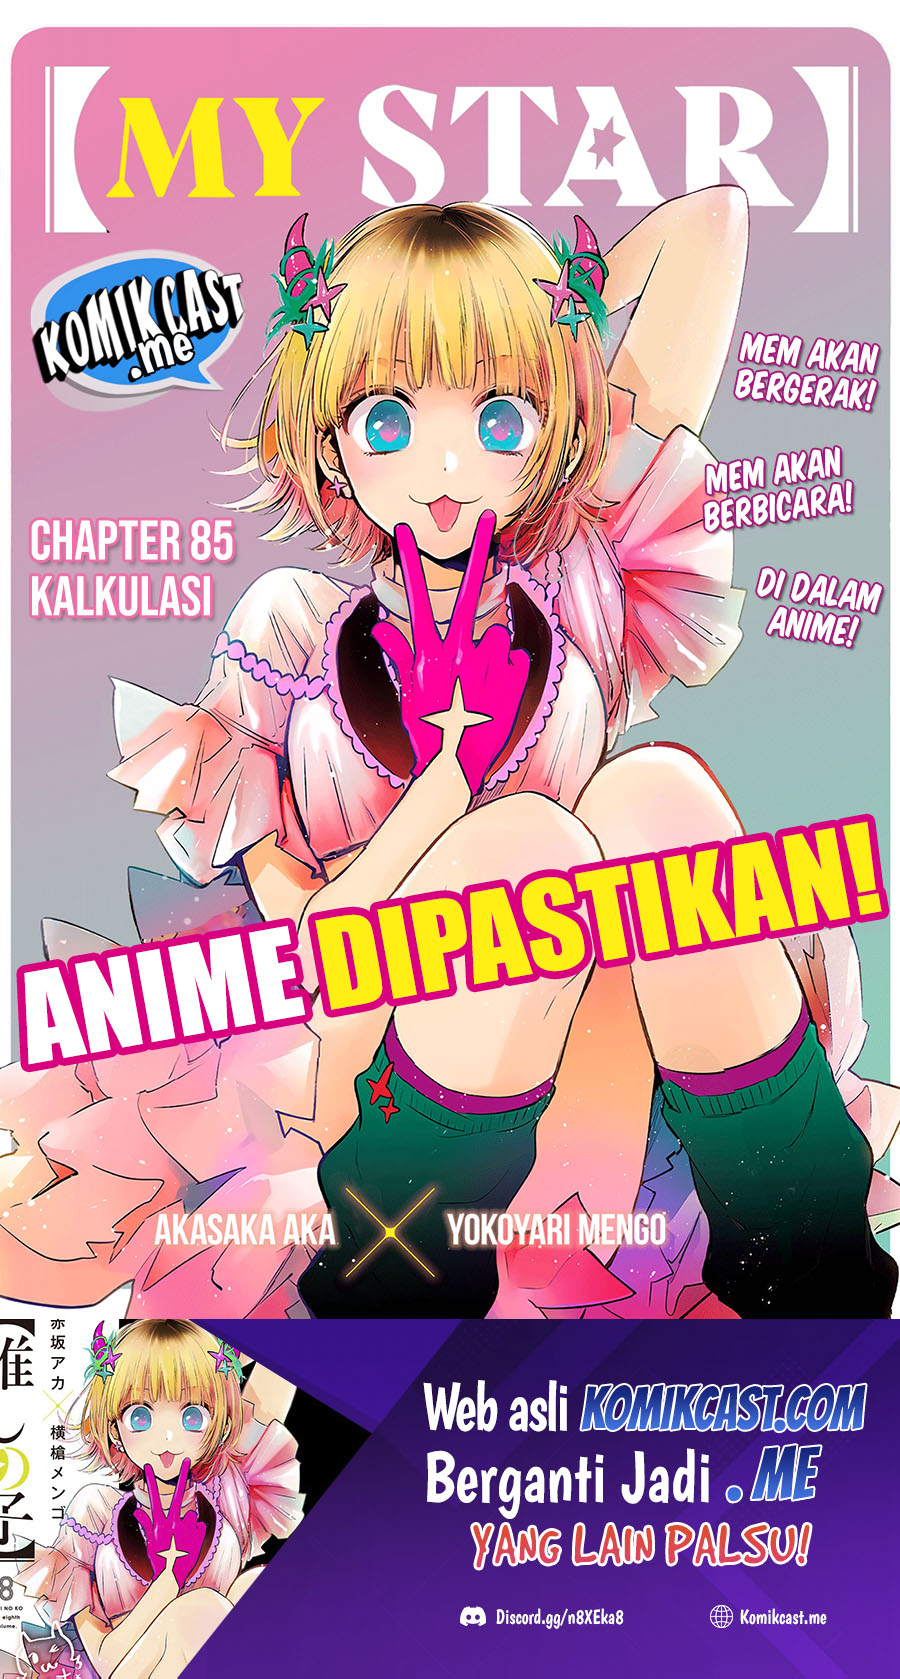 【MY STAR】
KOMIKCAST
.me
MEM AKAN
BERGERAK!
MEM AKAN
BERBICARA!
CHAPTER 85
KALKULASI
DI DALAM
ANIME!
ANIME DIPASTIKAN!
AKASAKA AKA × YOKOYARI MENGO
赤坂アカ×横槍メンゴ
【推しの子】
8
eighth
Web asli KOMIKCAST.COM
Berganti Jadi .ME
YANG LAIN PALSU!
Discord.gg/n8XEka8
Komikcast.me